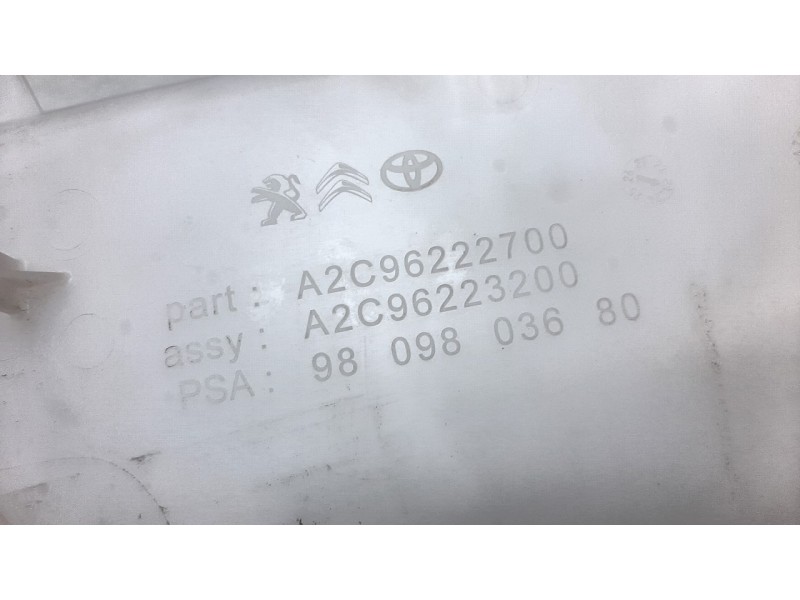 part : A2C96222700
assy : A2C96223200
PSA : 98 098 036 80